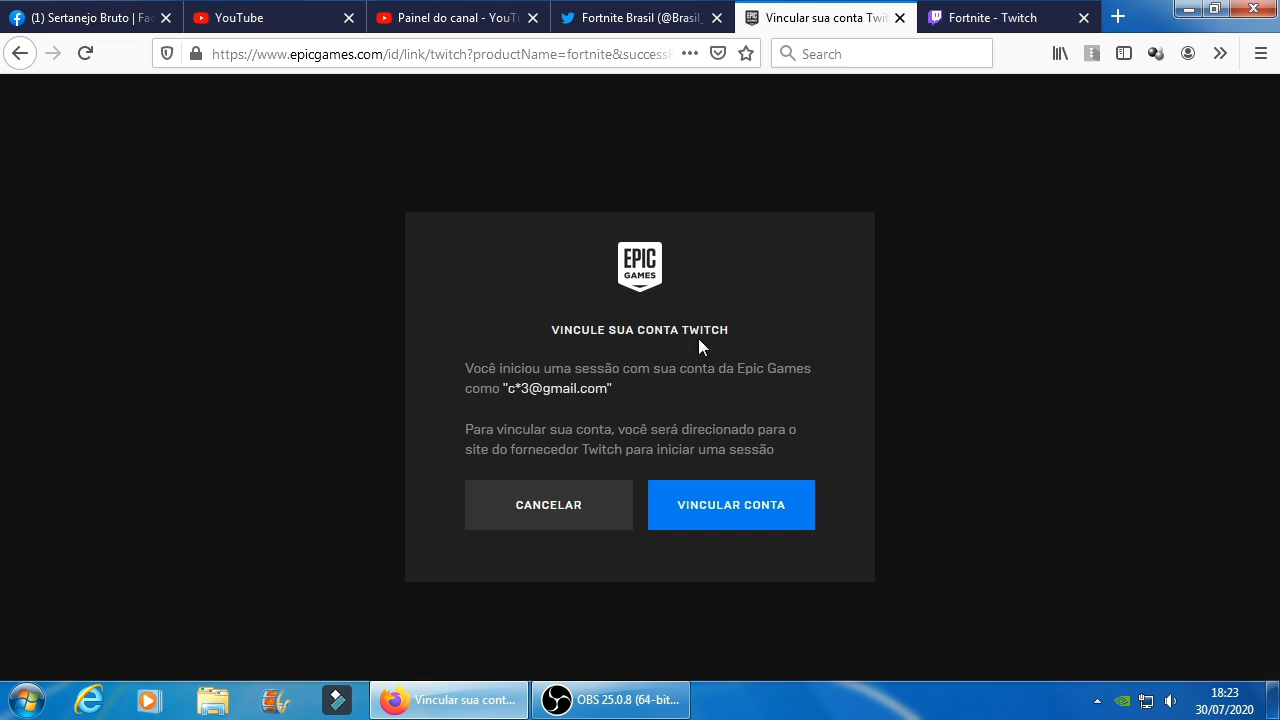 (1) Sertanejo Bruto | Fac
YouTube
Painel do canal - YouTu
Fortnite Brasil (@Brasil_
Vincular sua conta Twit
Fortnite - Twitch
https://www.epicgames.com/id/link/twitch?productName=fortnite&success
Search
EPIC
GAMES
VINCULE SUA CONTA TWITCH
Você iniciou uma sessão com sua conta da Epic Games
como "c*3@gmail.com"
Para vincular sua conta, você será direcionado para o
site do fornecedor Twitch para iniciar uma sessão
CANCELAR
VINCULAR CONTA
Vincular sua cont...
OBS 25.0.8 (64-bit...
18:23
30/07/2020